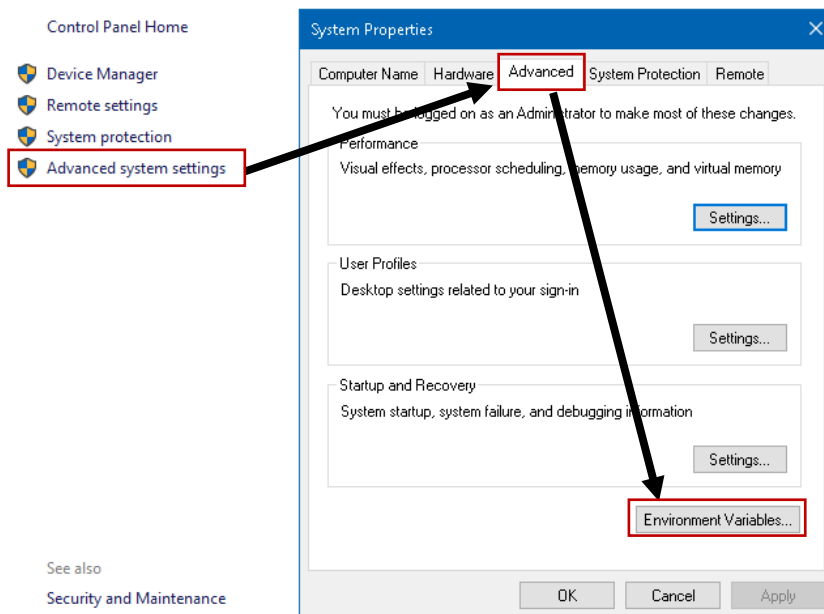 Control Panel Home
Device Manager
Remote settings
System protection
Advanced system settings
See also
Security and Maintenance
System Properties
Computer Name Hardware Advanced System Protection Remote
You must be logged on as an Administrator to make most of these changes.
Performance
Visual effects, processor scheduling, memory usage, and virtual memory
Settings...
User Profiles
Desktop settings related to your sign-in
Settings...
Startup and Recovery
System startup, system failure, and debugging information
Settings...
Environment Variables...
OK Cancel Apply